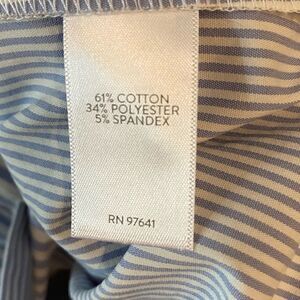 61% COTTON
34% POLYESTER
5% SPANDEX
RN 97641